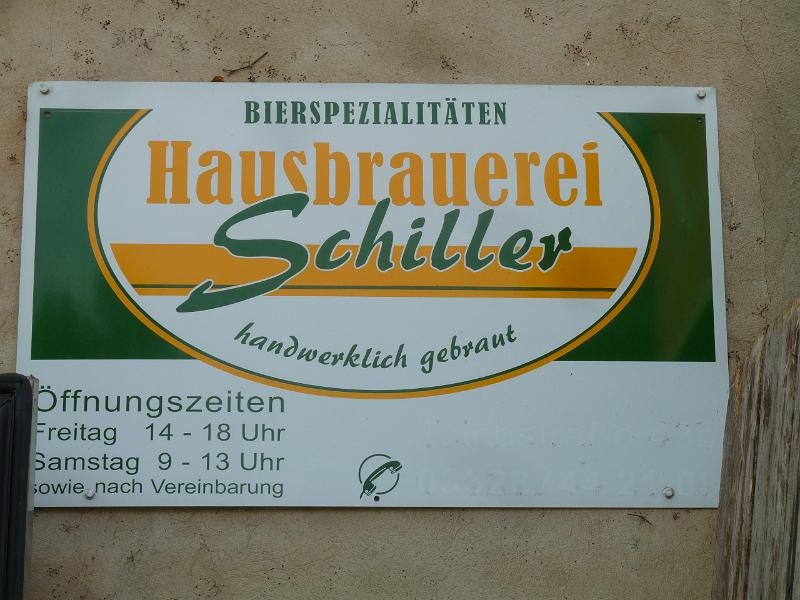 BIERSPEZIALITÄTEN
Hausbrauerei
Schiller
handwerklich gebraut
Öffnungszeiten
Freitag 14 - 18 Uhr
Samstag 9 - 13 Uhr
sowie nach Vereinbarung